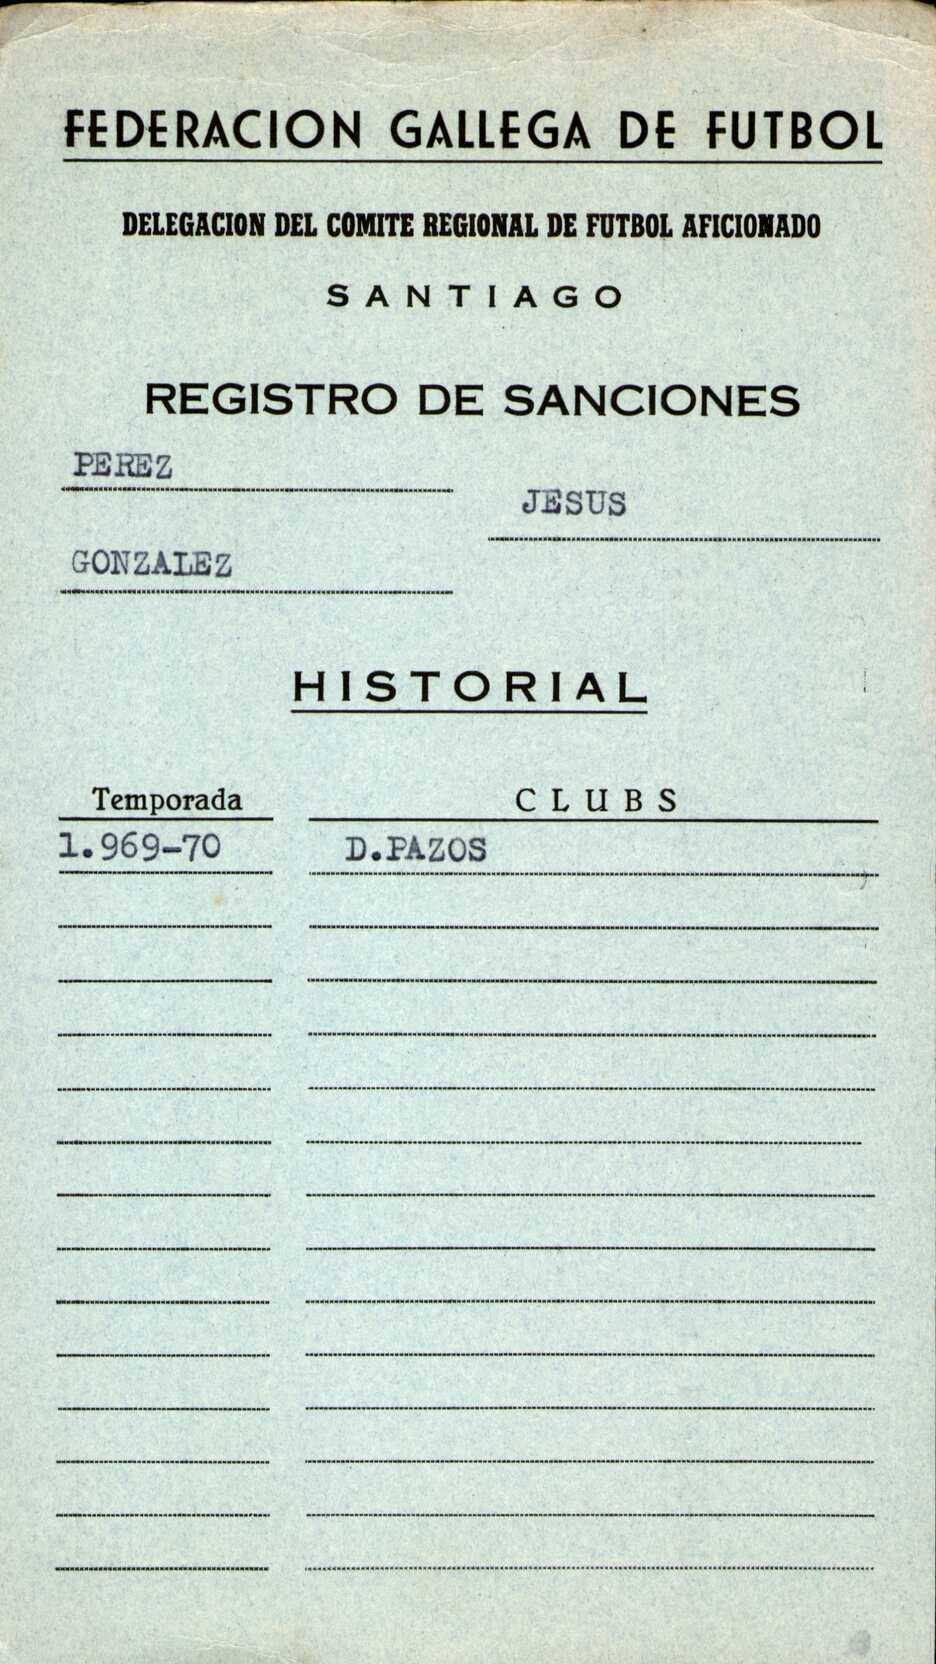 FEDERACION GALLEGA DE FUTBOL
DELEGACION DEL COMITE REGIONAL DE FUTBOL AFICIONADO
SANTIAGO
REGISTRO DE SANCIONES
PEREZ
JESUS
GONZALEZ
HISTORIAL
Temporada CLUBS
1.969-70 D.PAZOS